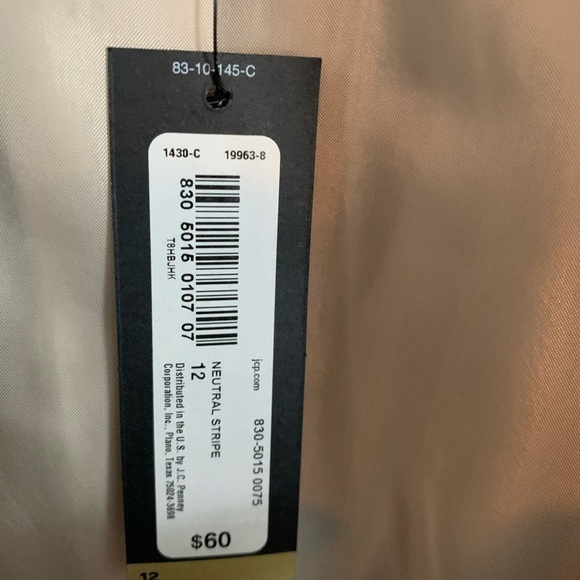 83-10-145-C
1430-C 19963-8
830 5015 0107 07
T8HBJHK
jcp.com 830-5015 0075
NEUTRAL STRIPE
12
Distributed in the U.S. by J.C. Penney
Corporation, Inc., Plano, Texas 75024-3698
$60
12